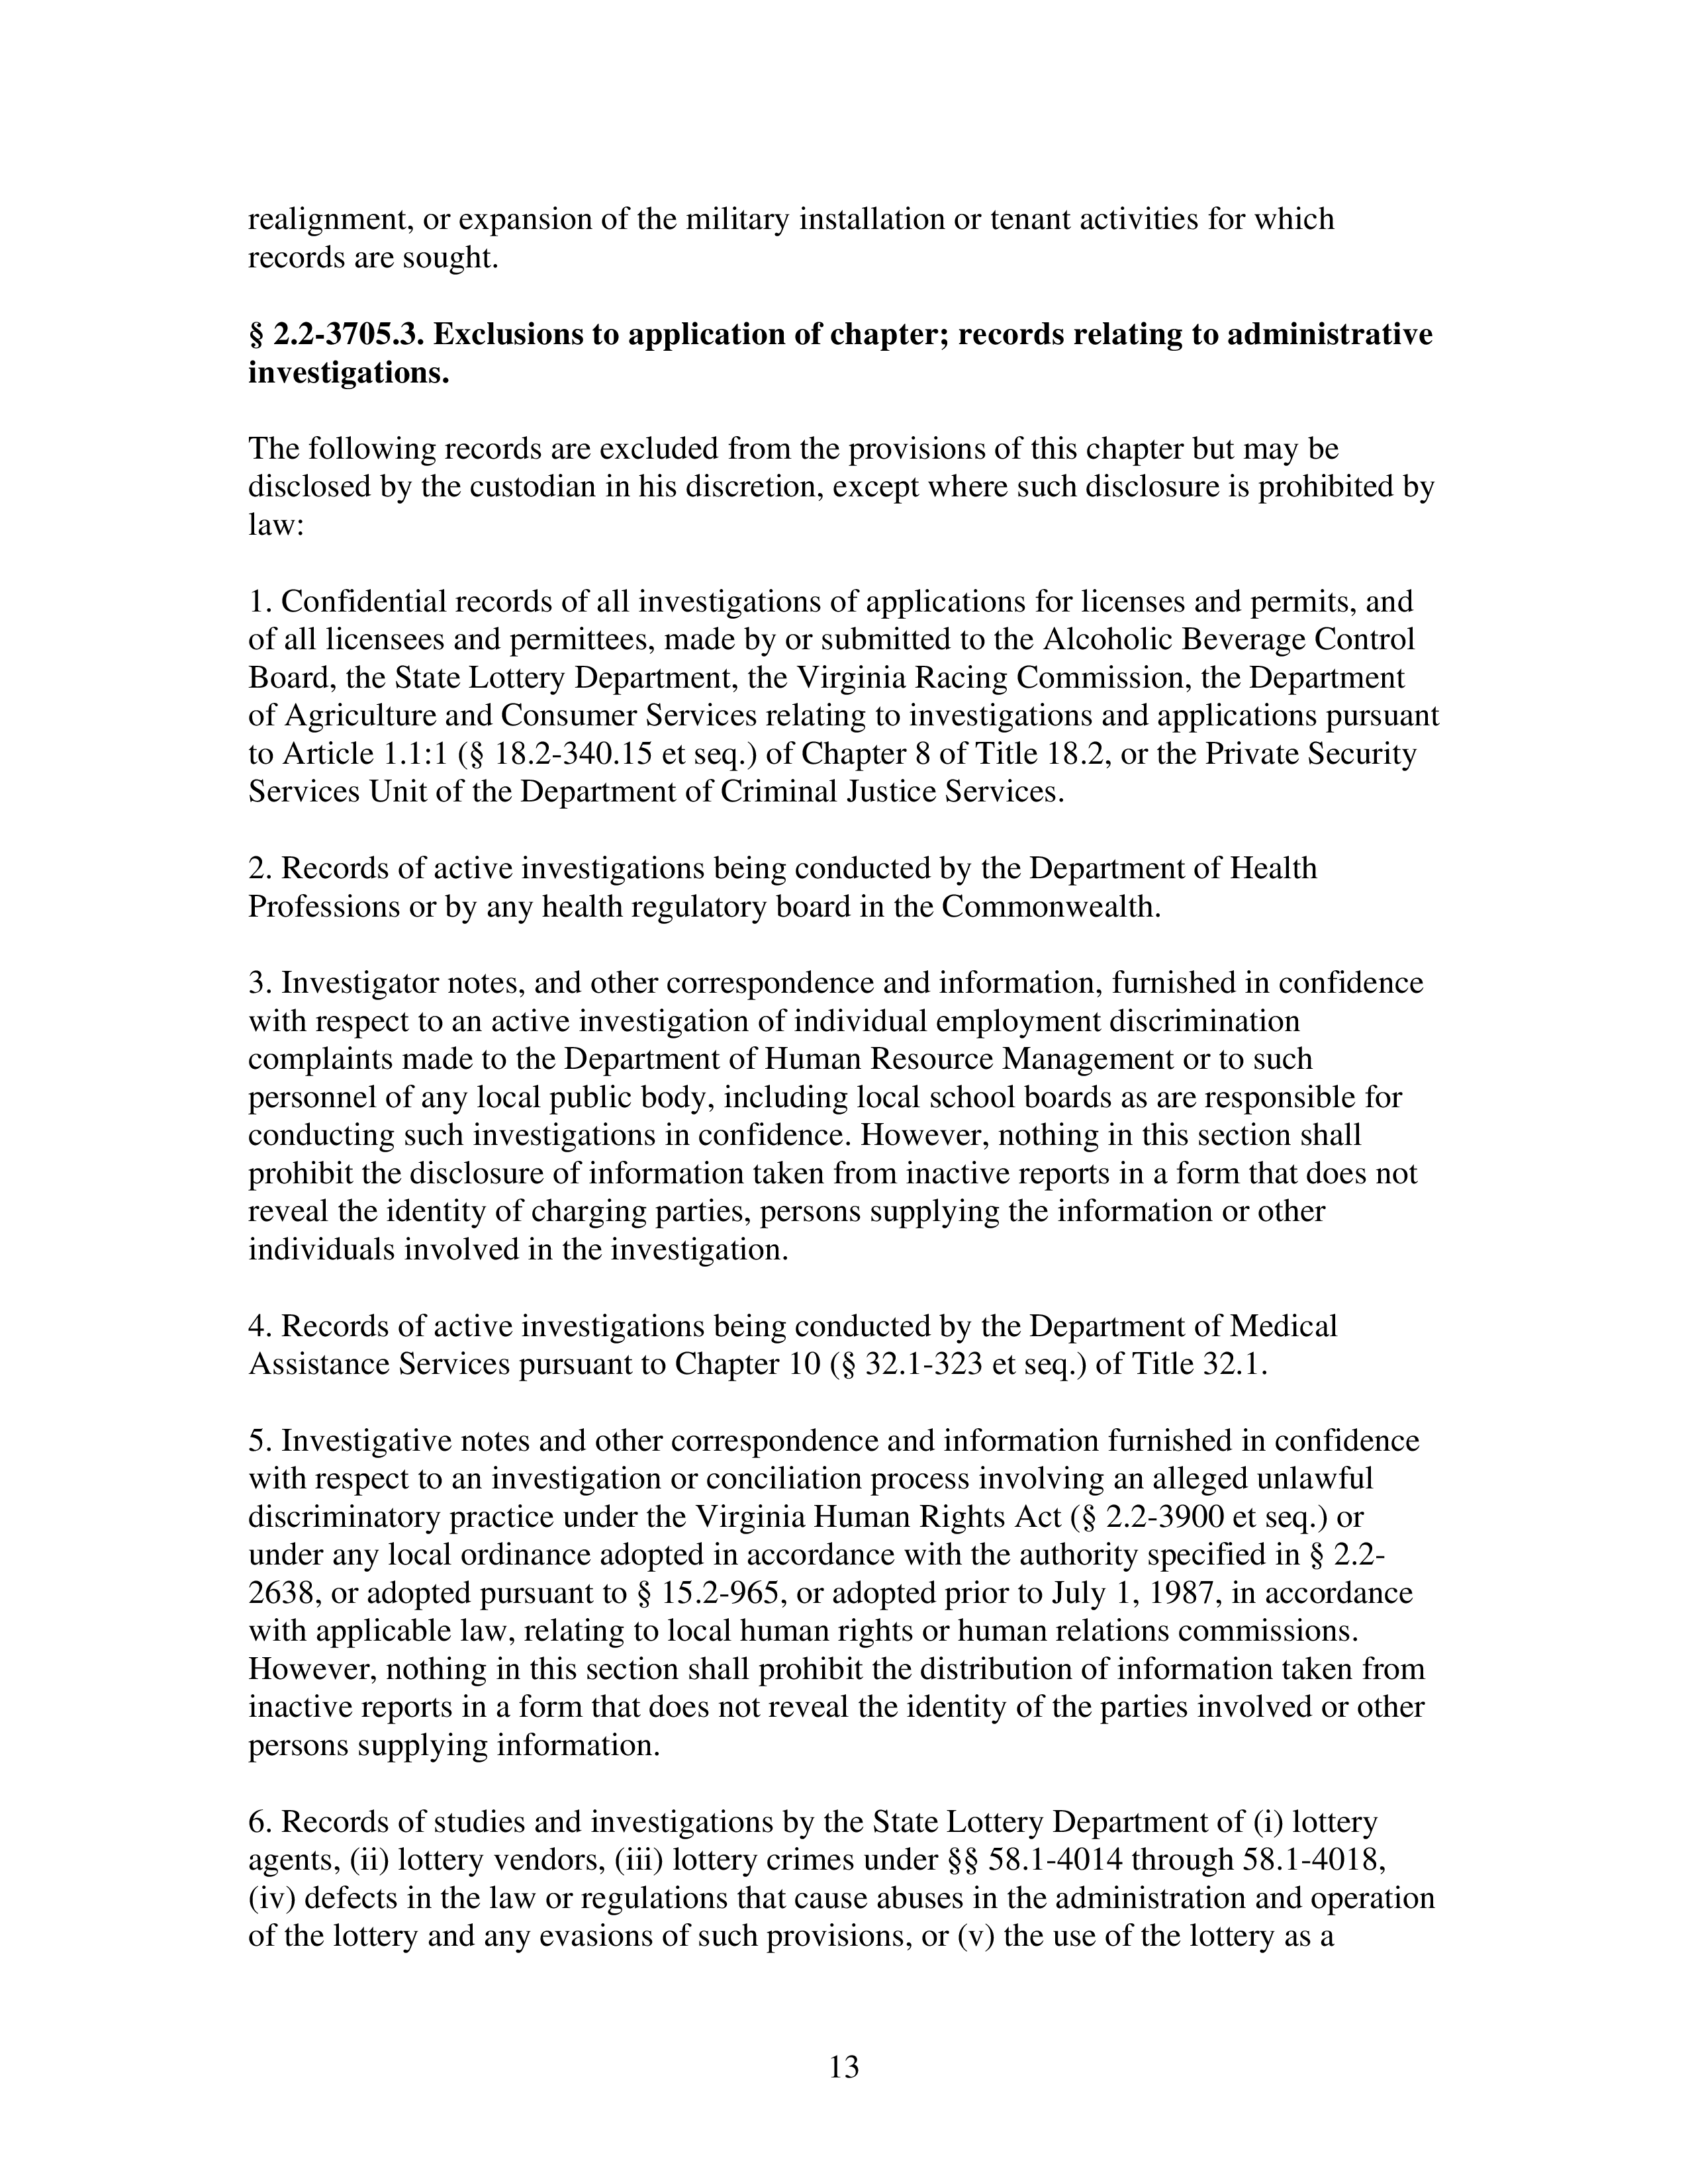 realignment, or expansion of the military installation or tenant activities for which
records are sought.
§ 2.2-3705.3. Exclusions to application of chapter; records relating to administrative
investigations.
The following records are excluded from the provisions of this chapter but may be
disclosed by the custodian in his discretion, except where such disclosure is prohibited by
law:
1. Confidential records of all investigations of applications for licenses and permits, and
of all licensees and permittees, made by or submitted to the Alcoholic Beverage Control
Board, the State Lottery Department, the Virginia Racing Commission, the Department
of Agriculture and Consumer Services relating to investigations and applications pursuant
to Article 1.1:1 (§ 18.2-340.15 et seq.) of Chapter 8 of Title 18.2, or the Private Security
Services Unit of the Department of Criminal Justice Services.
2. Records of active investigations being conducted by the Department of Health
Professions or by any health regulatory board in the Commonwealth.
3. Investigator notes, and other correspondence and information, furnished in confidence
with respect to an active investigation of individual employment discrimination
complaints made to the Department of Human Resource Management or to such
personnel of any local public body, including local school boards as are responsible for
conducting such investigations in confidence. However, nothing in this section shall
prohibit the disclosure of information taken from inactive reports in a form that does not
reveal the identity of charging parties, persons supplying the information or other
individuals involved in the investigation.
4. Records of active investigations being conducted by the Department of Medical
Assistance Services pursuant to Chapter 10 (§ 32.1-323 et seq.) of Title 32.1.
5. Investigative notes and other correspondence and information furnished in confidence
with respect to an investigation or conciliation process involving an alleged unlawful
discriminatory practice under the Virginia Human Rights Act (§ 2.2-3900 et seq.) or
under any local ordinance adopted in accordance with the authority specified in § 2.2-
2638, or adopted pursuant to § 15.2-965, or adopted prior to July 1, 1987, in accordance
with applicable law, relating to local human rights or human relations commissions.
However, nothing in this section shall prohibit the distribution of information taken from
inactive reports in a form that does not reveal the identity of the parties involved or other
persons supplying information.
6. Records of studies and investigations by the State Lottery Department of (i) lottery
agents, (ii) lottery vendors, (iii) lottery crimes under §§ 58.1-4014 through 58.1-4018,
(iv) defects in the law or regulations that cause abuses in the administration and operation
of the lottery and any evasions of such provisions, or (v) the use of the lottery as a
13